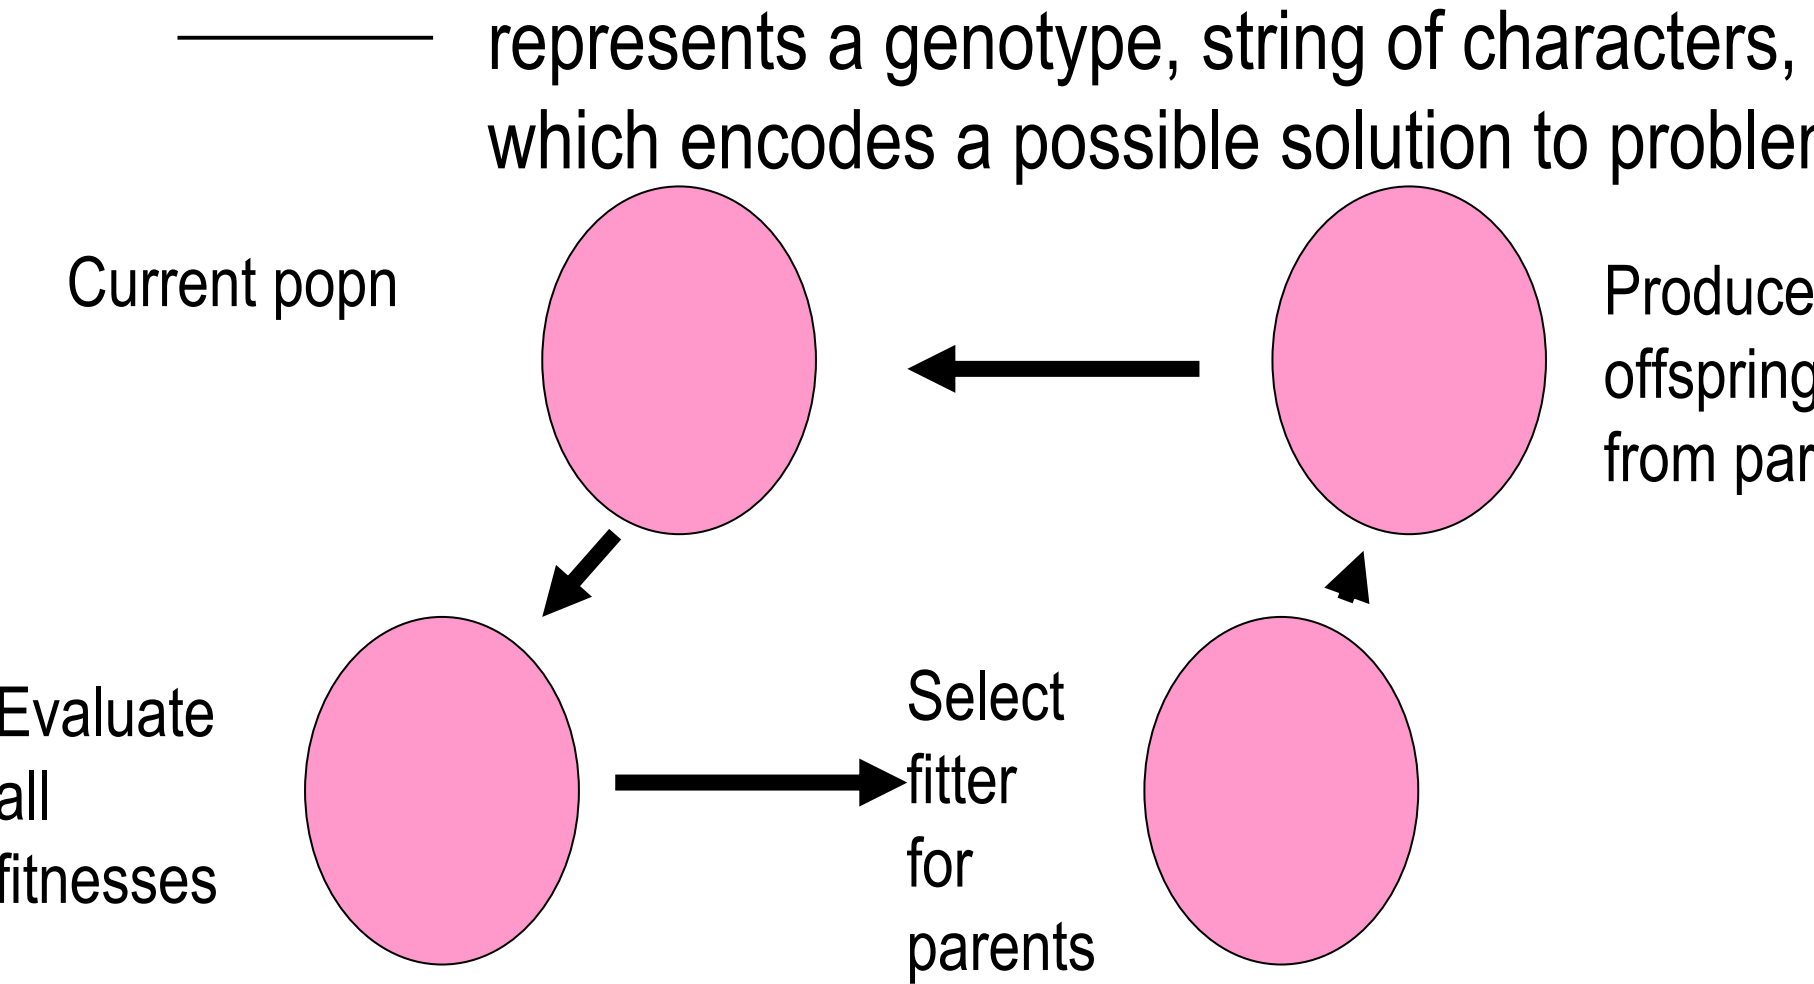 represents a genotype, string of characters,
which encodes a possible solution to problem
Current popn
Produce
offspring
from par
Evaluate
all
fitnesses
Select
fitter
for
parents